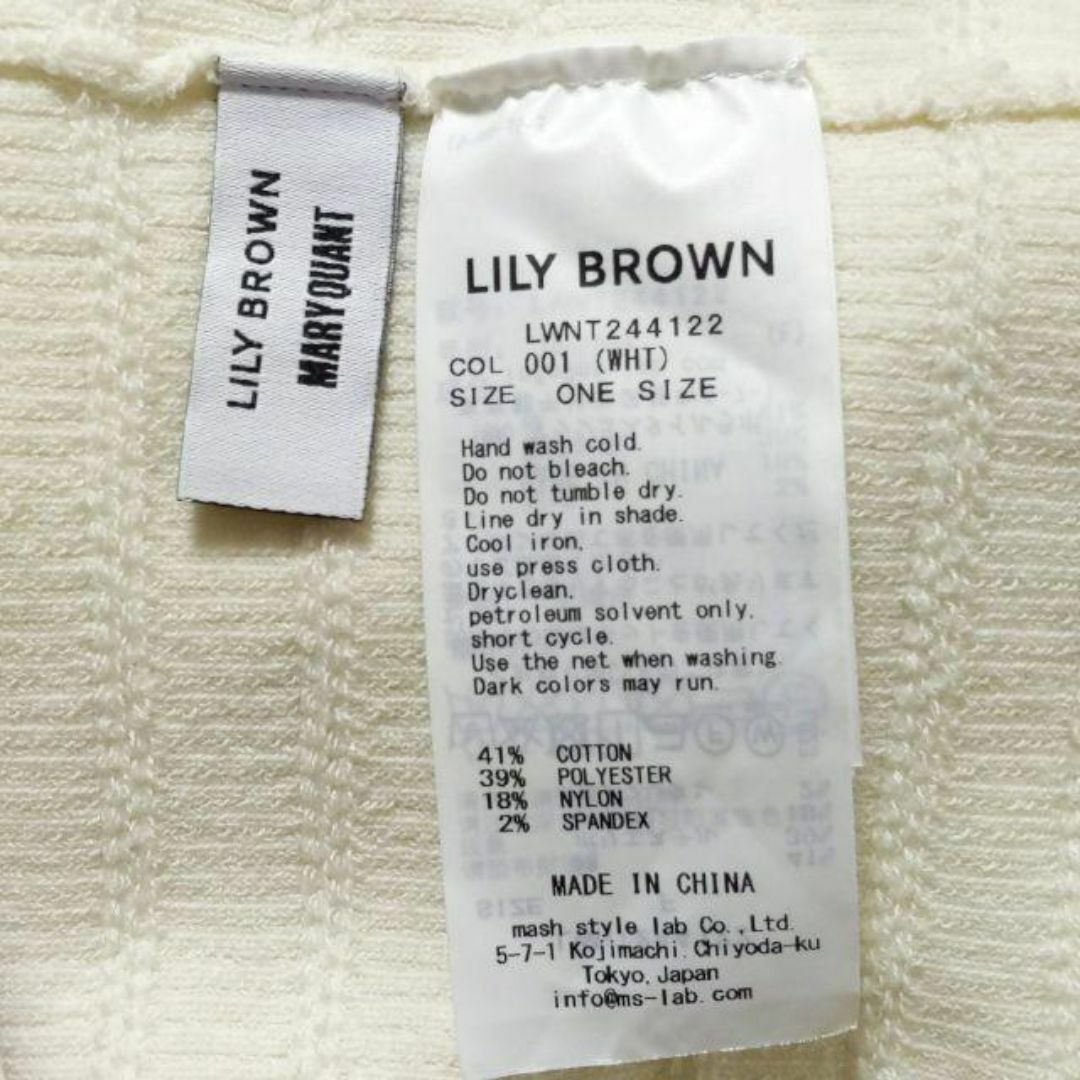 LILY BROWN
MARYQUANT
LILY BROWN
LWNT244122
COL 001 (WHT)
SIZE ONE SIZE
Hand wash cold.
Do not bleach.
Do not tumble dry.
Line dry in shade.
Cool iron,
use press cloth.
Dryclean,
petroleum solvent only,
short cycle.
Use the net when washing.
Dark colors may run.
41% COTTON
39% POLYESTER
18% NYLON
2% SPANDEX
MADE IN CHINA
mash style lab Co.,Ltd.
5-7-1 Kojimachi,Chiyoda-ku
Tokyo,Japan
info@ms-lab.com